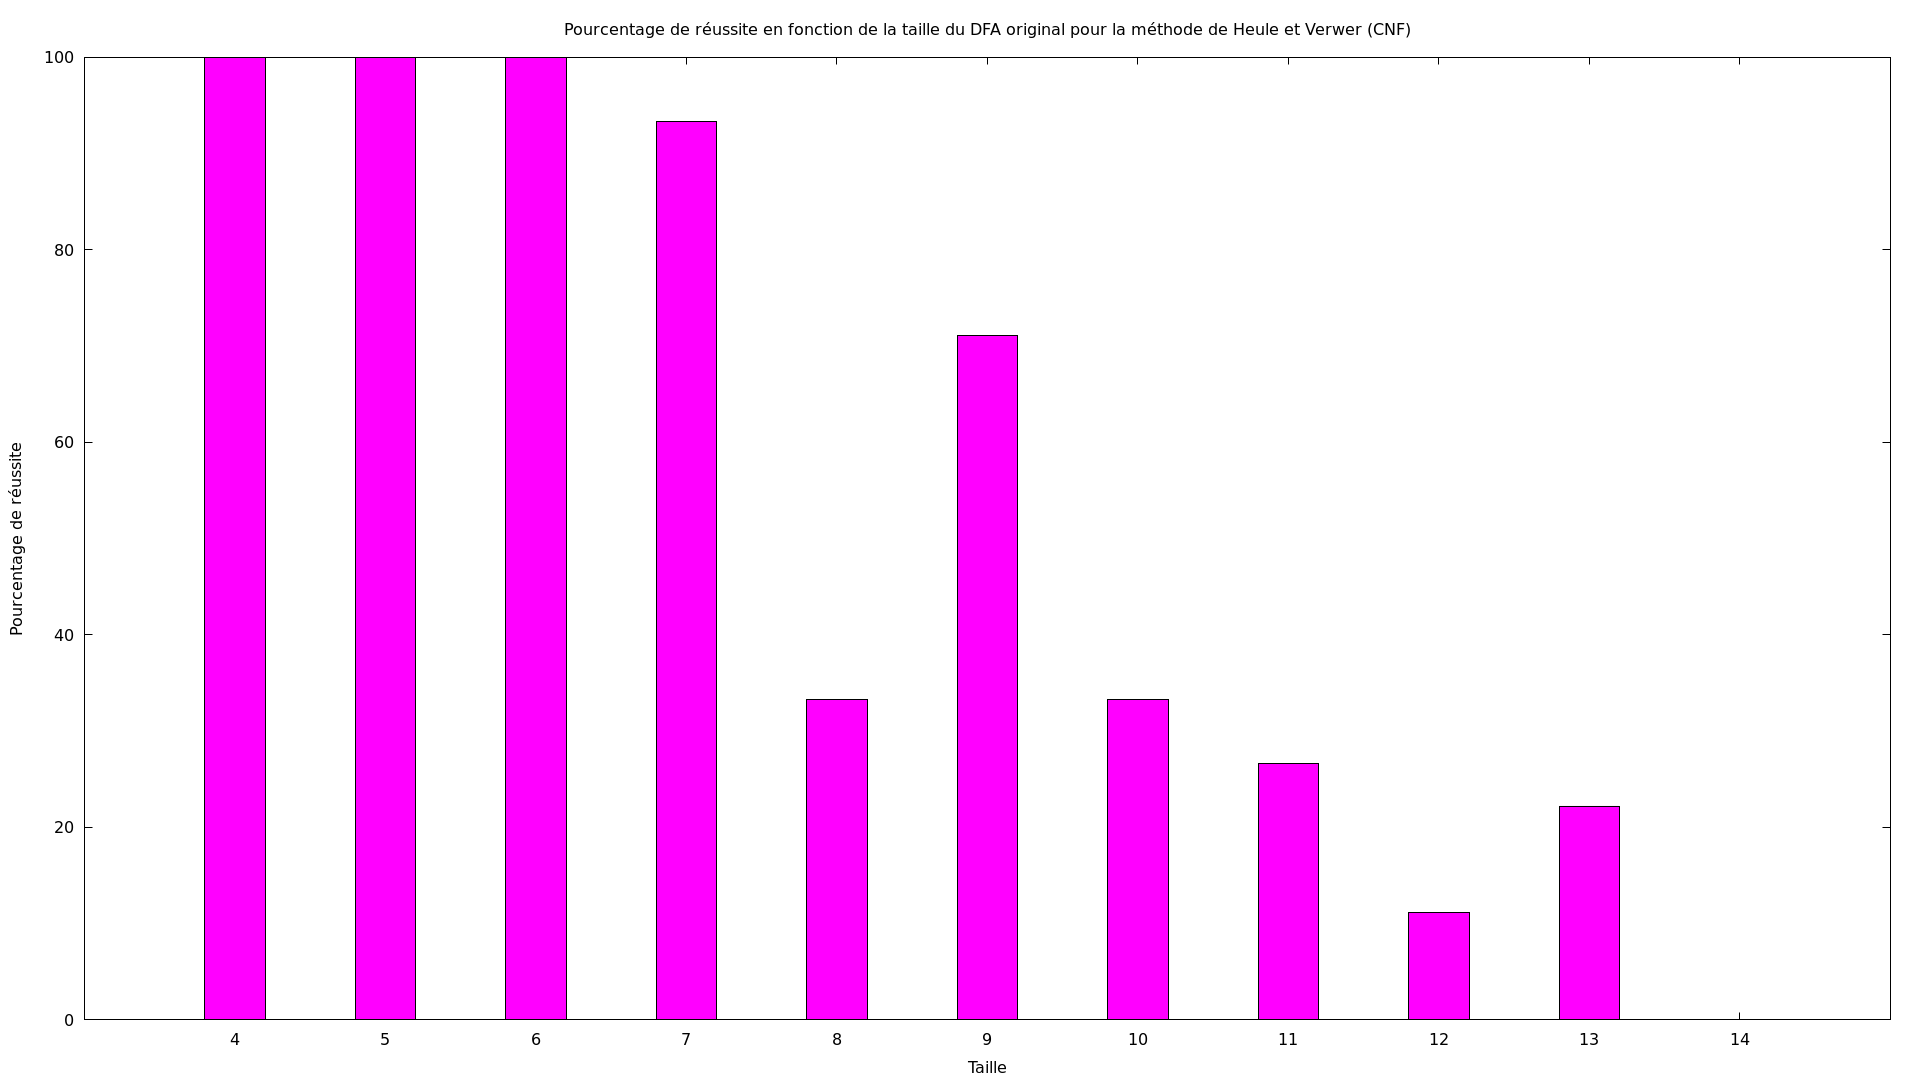 Pourcentage de réussite en fonction de la taille du DFA original pour la méthode de Heule et Verwer (CNF)
100
80
60
40
20
0
Pourcentage de réussite
4 5 6 7 8 9 10 11 12 13 14
Taille